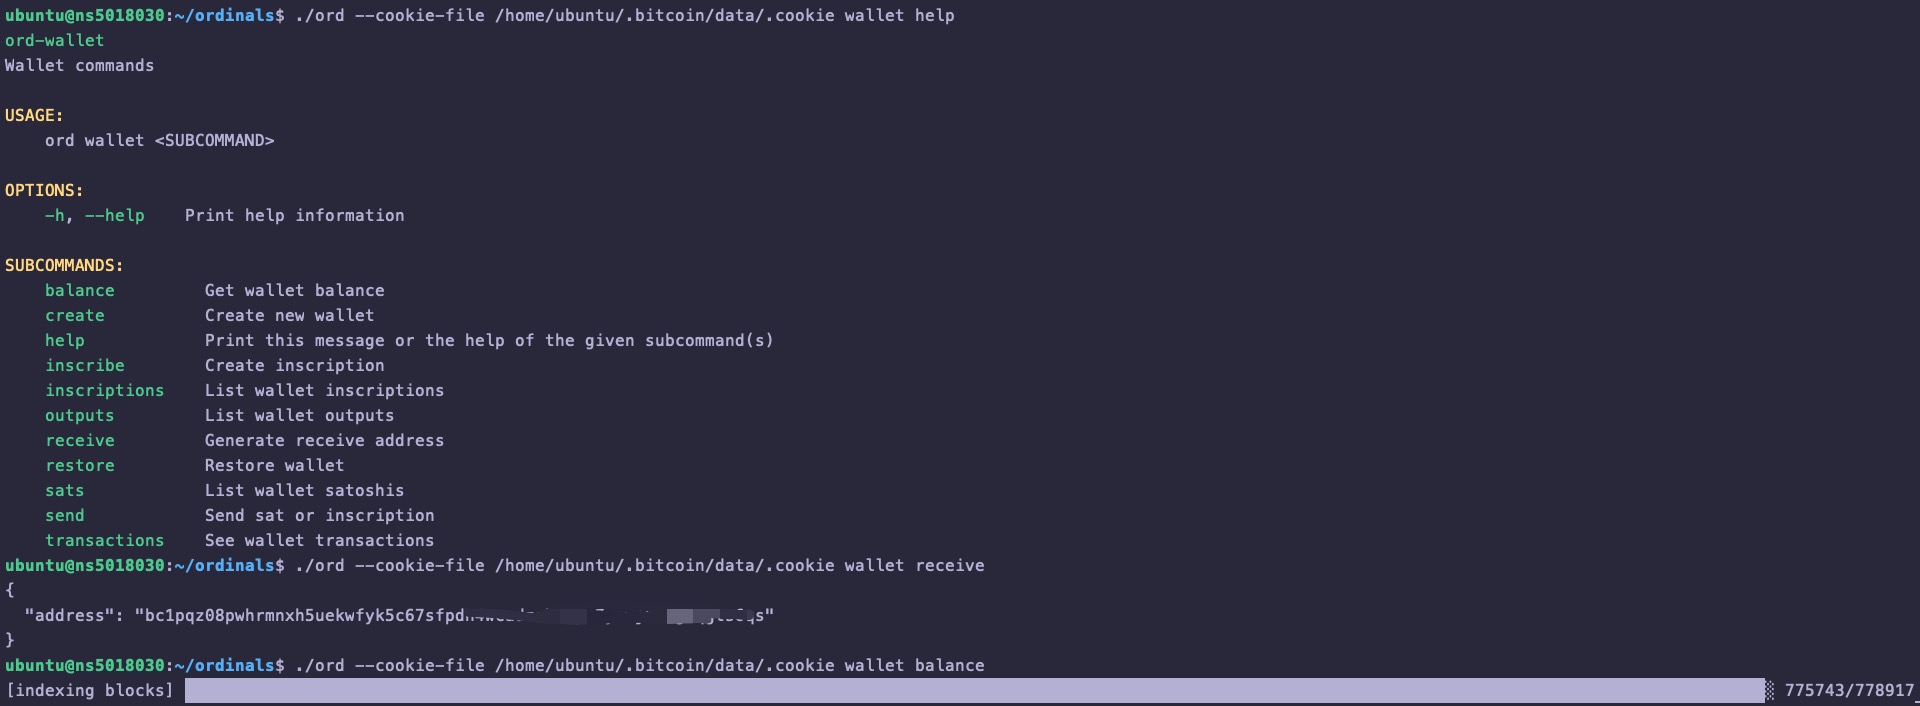 ubuntu@ns5018030:~/ordinals$ ./ord --cookie-file /home/ubuntu/.bitcoin/data/.cookie wallet help
ord-wallet
Wallet commands
USAGE:
ord wallet <SUBCOMMAND>
OPTIONS:
-h, --help    Print help information
SUBCOMMANDS:
balance         Get wallet balance
create          Create new wallet
help            Print this message or the help of the given subcommand(s)
inscribe        Create inscription
inscriptions    List wallet inscriptions
outputs         List wallet outputs
receive         Generate receive address
restore         Restore wallet
sats            List wallet satoshis
send            Send sat or inscription
transactions    See wallet transactions
ubuntu@ns5018030:~/ordinals$ ./ord --cookie-file /home/ubuntu/.bitcoin/data/.cookie wallet receive
{
"address":
}
ubuntu@ns5018030:~/ordinals$ ./ord --cookie-file /home/ubuntu/.bitcoin/data/.cookie wallet balance
[indexing blocks] 775743/778917